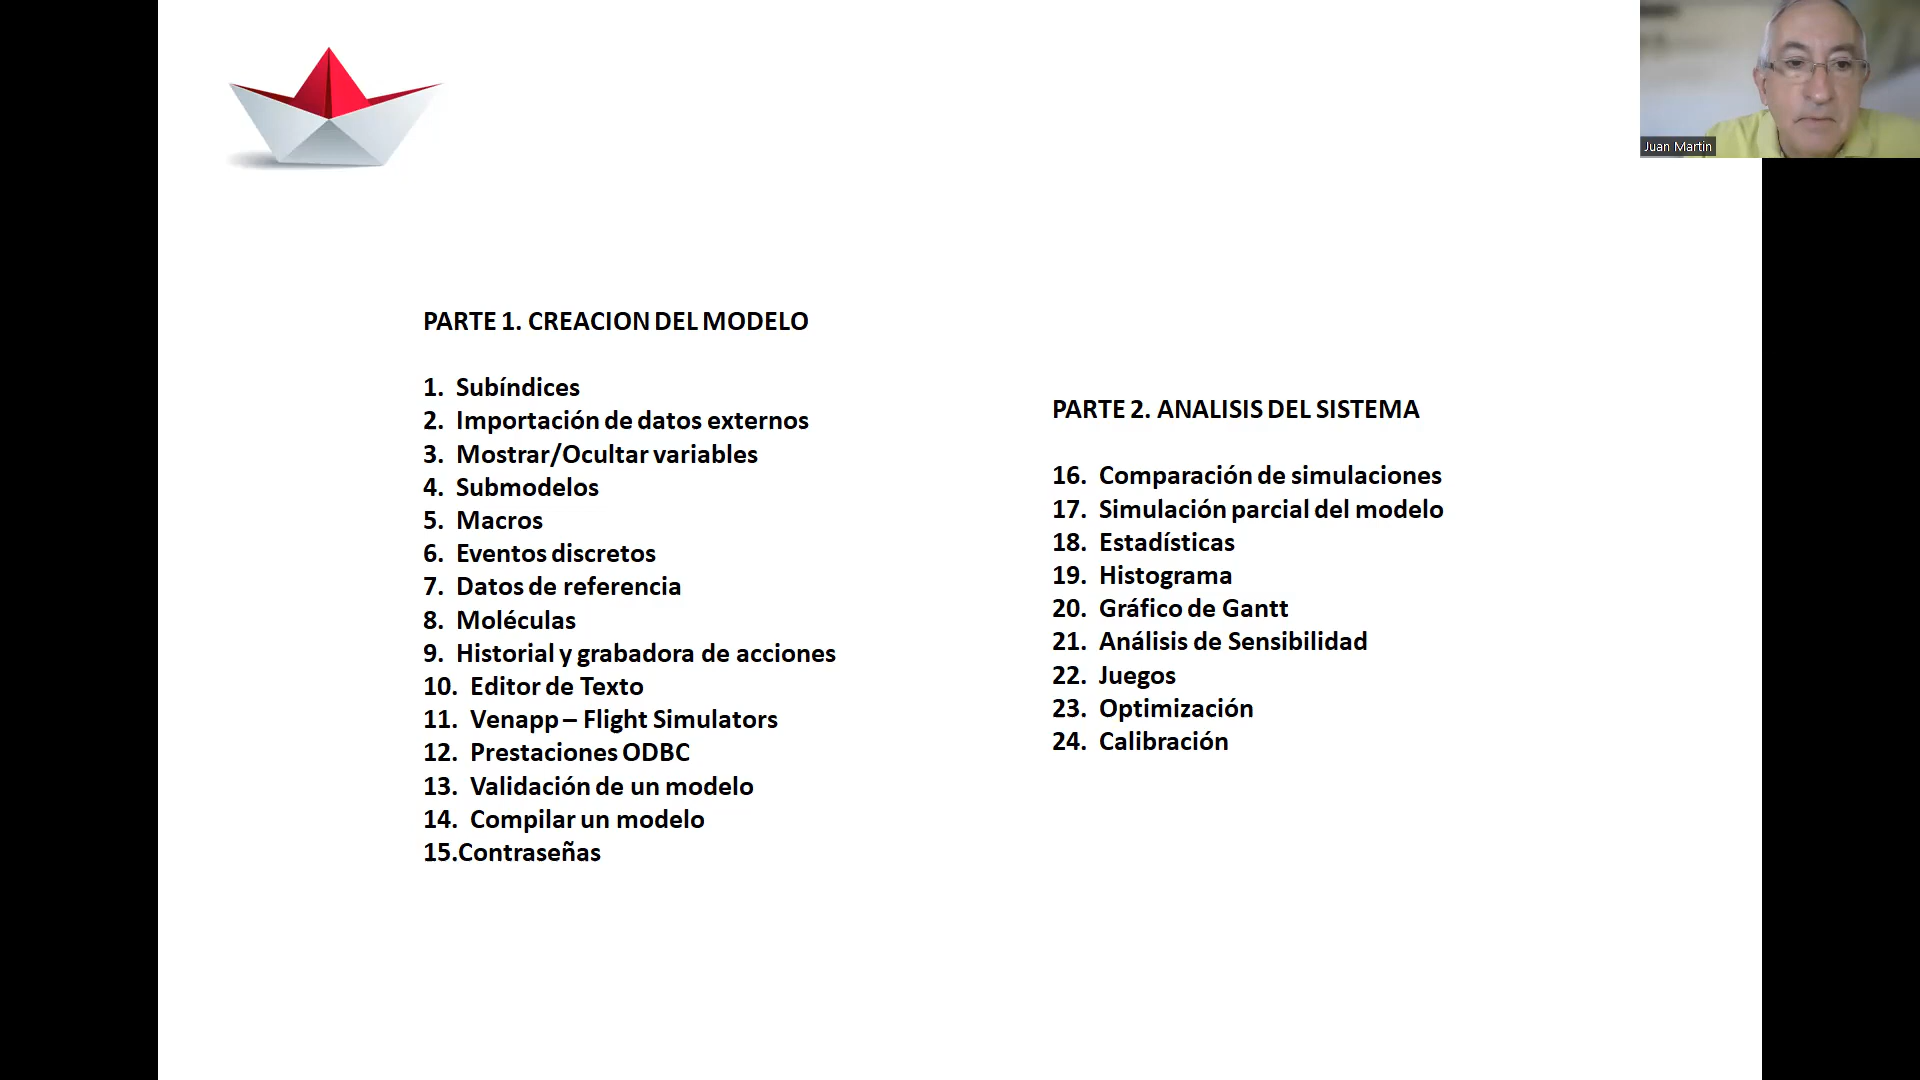 Juan Martin
PARTE 1. CREACION DEL MODELO
1. Subíndices
2. Importación de datos externos
3. Mostrar/Ocultar variables
4. Submodelos
5. Macros
6. Eventos discretos
7. Datos de referencia
8. Moléculas
9. Historial y grabadora de acciones
10. Editor de Texto
11. Venapp – Flight Simulators
12. Prestaciones ODBC
13. Validación de un modelo
14. Compilar un modelo
15.Contraseñas
PARTE 2. ANALISIS DEL SISTEMA
16. Comparación de simulaciones
17. Simulación parcial del modelo
18. Estadísticas
19. Histograma
20. Gráfico de Gantt
21. Análisis de Sensibilidad
22. Juegos
23. Optimización
24. Calibración